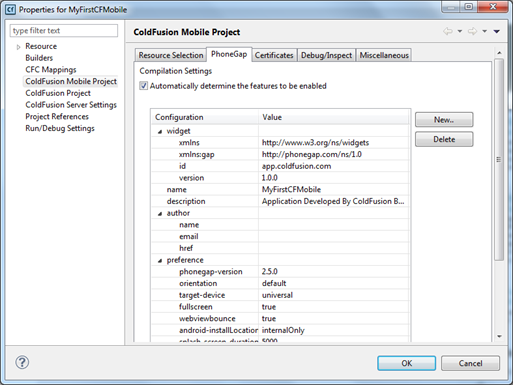 Properties for MyFirstCFMobile
type filter text
Resource
Builders
CFC Mappings
ColdFusion Mobile Project
ColdFusion Project
ColdFusion Server Settings
Project References
Run/Debug Settings
ColdFusion Mobile Project
Resource Selection PhoneGap Certificates Debug/Inspect Miscellaneous
Compilation Settings
Automatically determine the features to be enabled
Configuration Value
widget
xmlns http://www.w3.org/ns/widgets
xmlns:gap http://phonegap.com/ns/1.0
id app.coldfusion.com
version 1.0.0
name MyFirstCFMobile
description Application Developed By ColdFusion B...
author
name
email
href
preference
phonegap-version 2.5.0
orientation default
target-device universal
fullscreen true
webviewbounce true
android-installLocation internalOnly
splash-screen-duration 5000
New..
Delete
OK Cancel